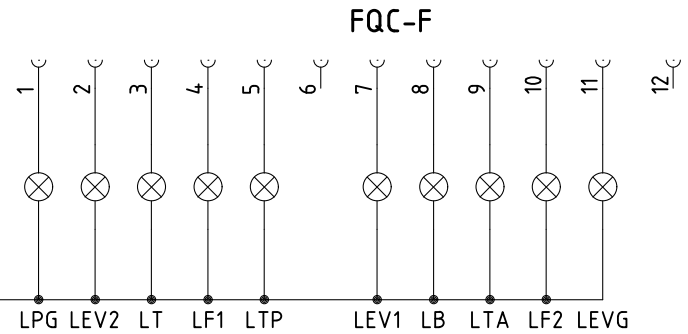 FQC-F
1 2 3 4 5 6 7 8 9 10 11 12
LPG LEV2 LT LF1 LTP LEV1 LB LTA LF2 LEVG